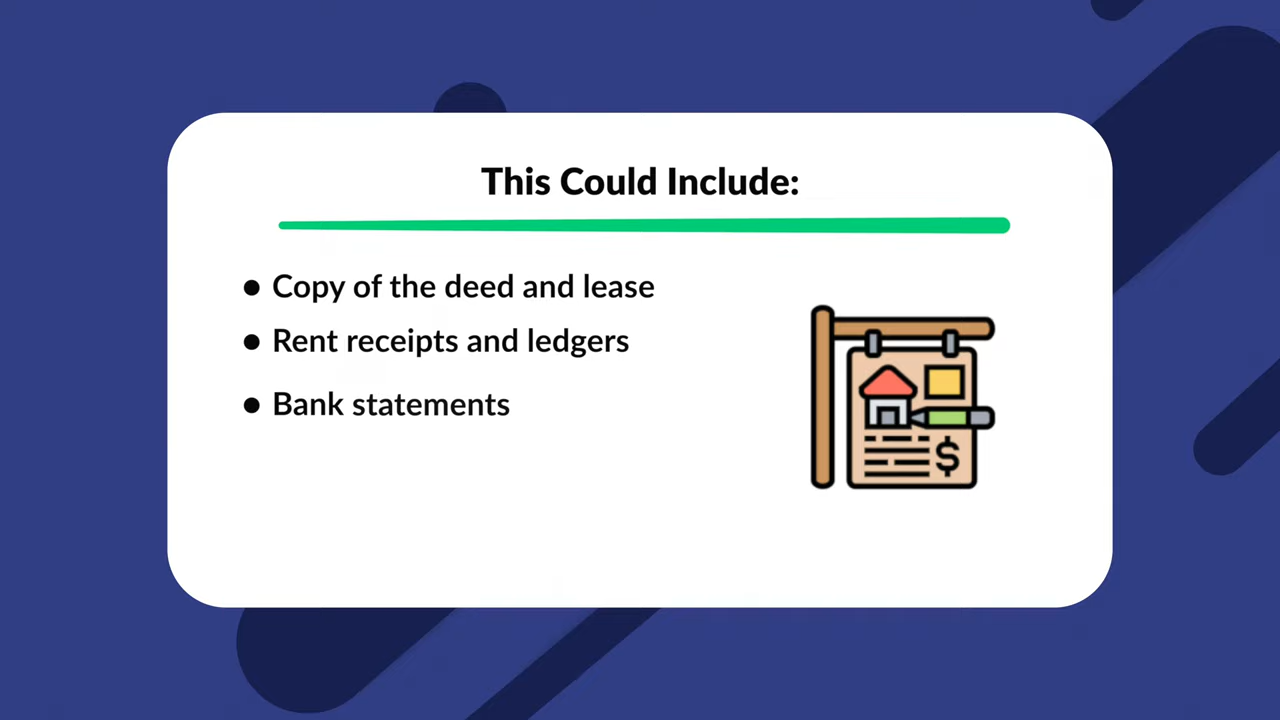 This Could Include:
● Copy of the deed and lease
● Rent receipts and ledgers
● Bank statements
$